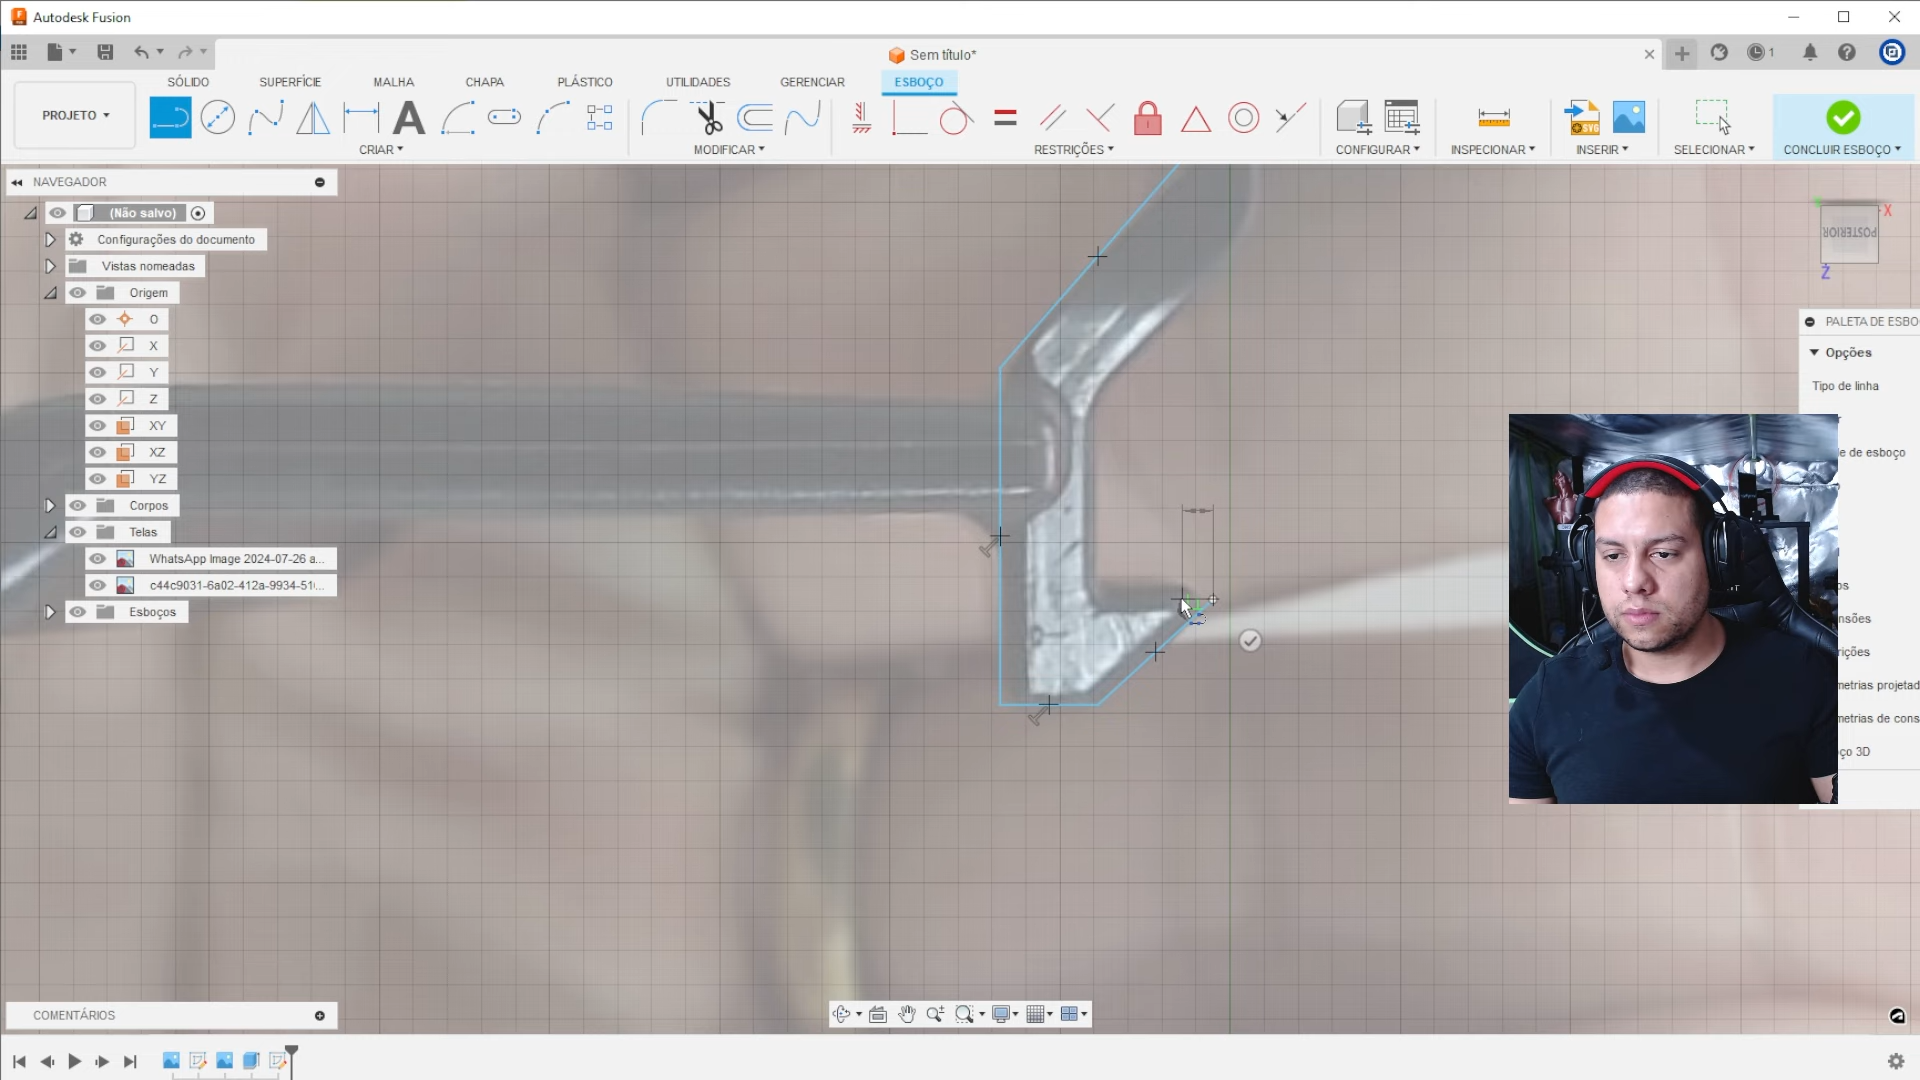 Autodesk Fusion
Sem título*
1
PROJETO
SÓLIDO
SUPERFÍCIE
MALHA
CHAPA
PLÁSTICO
UTILIDADES
GERENCIAR
ESBOÇO
CRIAR
MODIFICAR
RESTRIÇÕES
CONFIGURAR
INSPECIONAR
INSERIR
SELECIONAR
CONCLUIR ESBOÇO
NAVEGADOR
(Não salvo)
Configurações do documento
Vistas nomeadas
Origem
O
X
Y
Z
XY
XZ
YZ
Corpos
Telas
WhatsApp Image 2024-07-26 a...
c44c9031-6a02-412a-9934-51(...
Esboços
X
POSTERIOR
Z
PALETA DE ESBO
Opções
Tipo de linha
r
e de esboço
os
nsões
rições
metrias projetad
metrias de cons
ço 3D
COMENTÁRIOS